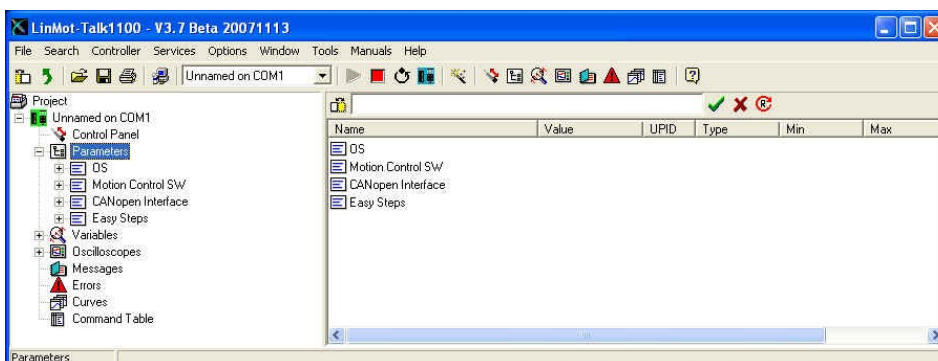 LinMot-Talk1100 - V3.7 Beta 20071113
File Search Controller Services Options Window Tools Manuals Help
Unnamed on COM1
Project
Unnamed on COM1
Control Panel
Parameters
OS
Motion Control SW
CANopen Interface
Easy Steps
Variables
Oscilloscopes
Messages
Errors
Curves
Command Table
Name Value UPID Type Min Max
OS
Motion Control SW
CANopen Interface
Easy Steps
Parameters